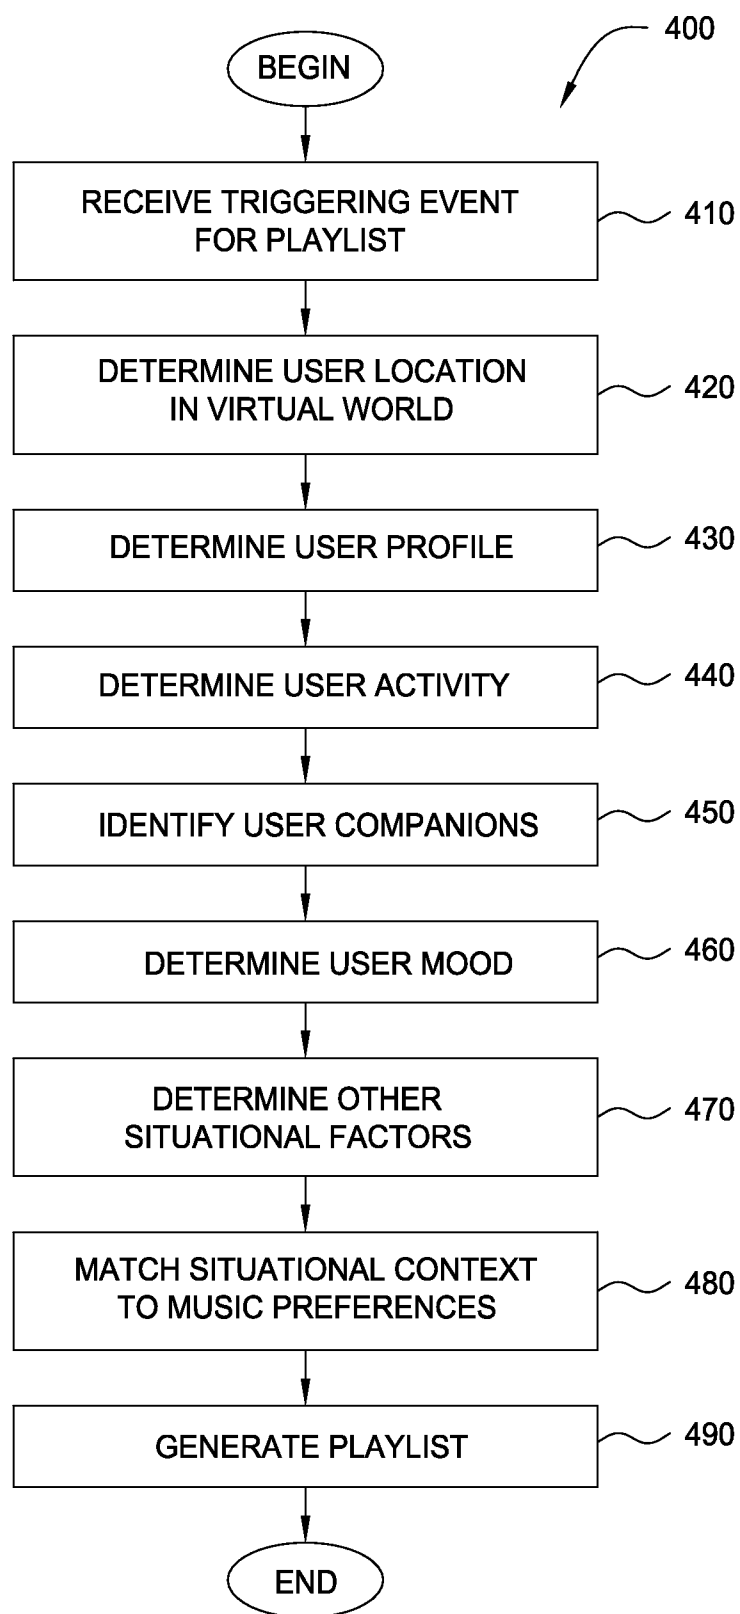 400
BEGIN
RECEIVE TRIGGERING EVENT
FOR PLAYLIST
410
DETERMINE USER LOCATION
IN VIRTUAL WORLD
420
DETERMINE USER PROFILE
430
DETERMINE USER ACTIVITY
440
IDENTIFY USER COMPANIONS
450
DETERMINE USER MOOD
460
DETERMINE OTHER
SITUATIONAL FACTORS
470
MATCH SITUATIONAL CONTEXT
TO MUSIC PREFERENCES
480
GENERATE PLAYLIST
490
END